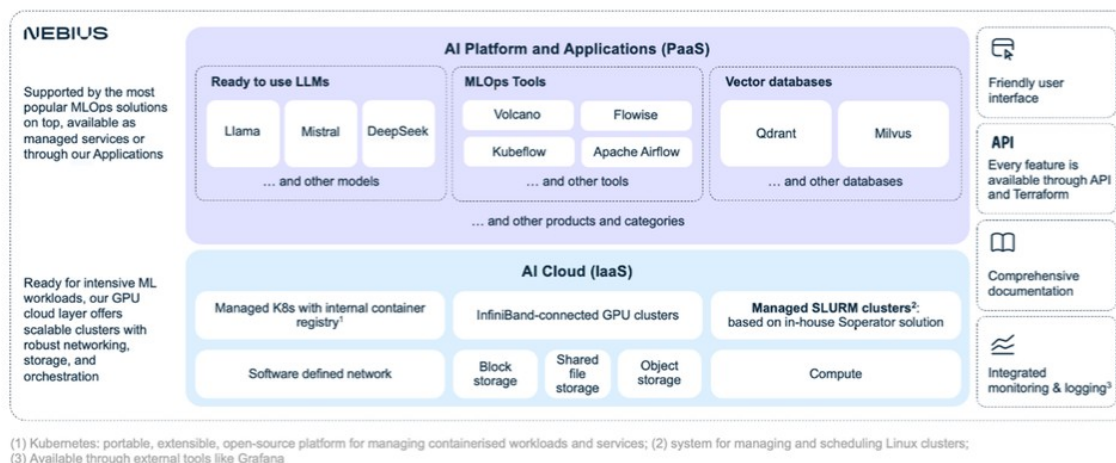 NEBIUS
Supported by the most
popular MLOps solutions
on top, available as
managed services or
through our Applications
AI Platform and Applications (PaaS)
Ready to use LLMs
Llama
Mistral
DeepSeek
... and other models
MLOps Tools
Volcano
Flowise
Kubeflow
Apache Airflow
... and other tools
Vector databases
Qdrant
Milvus
... and other databases
... and other products and categories
Ready for intensive ML
workloads, our GPU
cloud layer offers
scalable clusters with
robust networking,
storage, and
orchestration
AI Cloud (IaaS)
Managed K8s with internal container
registry¹
InfiniBand-connected GPU clusters
Managed SLURM clusters²:
based on in-house Soperator solution
Software defined network
Block
storage
Shared
file
storage
Object
storage
Compute
Friendly user
interface
API
Every feature is
available through API
and Terraform
Comprehensive
documentation
Integrated
monitoring & logging³
(1) Kubernetes: portable, extensible, open-source platform for managing containerised workloads and services; (2) system for managing and scheduling Linux clusters;
(3) Available through external tools like Grafana